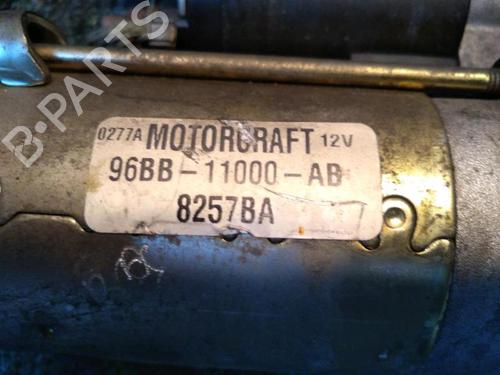 B-PARTS
0277A MOTORCRAFT 12V
96BB-11000-AB
8257BA